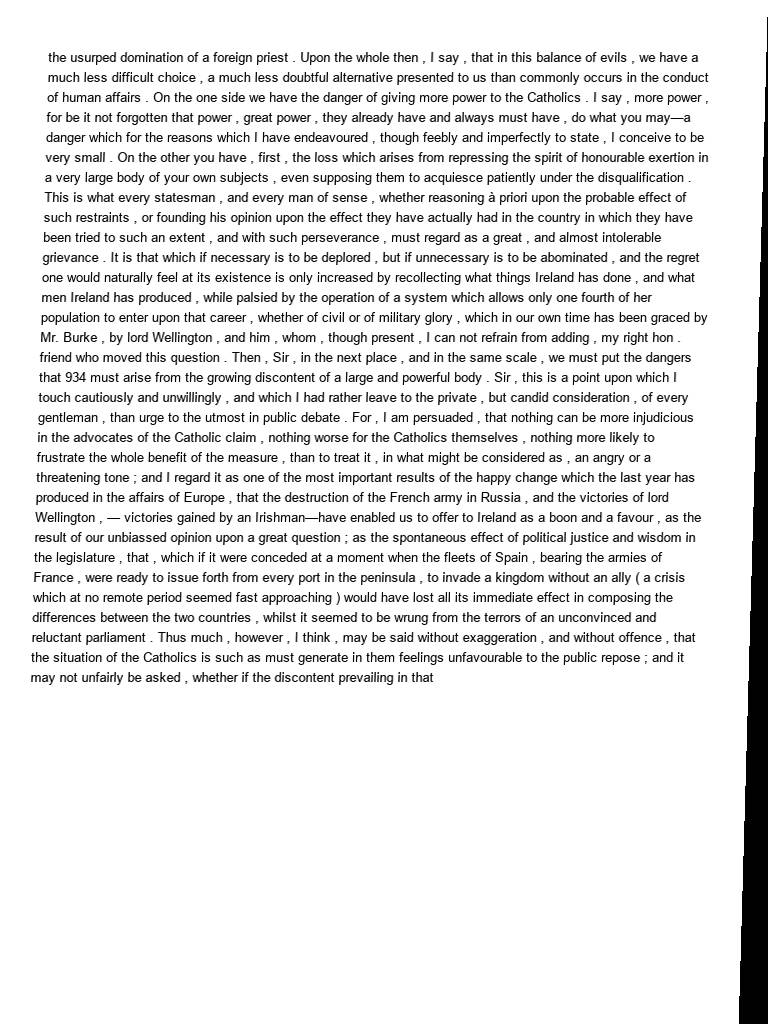 the usurped domination of a foreign priest . Upon the whole then , I say , that in this balance of evils , we have a
much less difficult choice , a much less doubtful alternative presented to us than commonly occurs in the conduct
of human affairs . On the one side we have the danger of giving more power to the Catholics . I say , more power ,
for be it not forgotten that power , great power , they already have and always must have , do what you may—a
danger which for the reasons which I have endeavoured , though feebly and imperfectly to state , I conceive to be
very small . On the other you have , first , the loss which arises from repressing the spirit of honourable exertion in
a very large body of your own subjects , even supposing them to acquiesce patiently under the disqualification .
This is what every statesman , and every man of sense , whether reasoning à priori upon the probable effect of
such restraints , or founding his opinion upon the effect they have actually had in the country in which they have
been tried to such an extent , and with such perseverance , must regard as a great , and almost intolerable
grievance . It is that which if necessary is to be deplored , but if unnecessary is to be abominated , and the regret
one would naturally feel at its existence is only increased by recollecting what things Ireland has done , and what
men Ireland has produced , while palsied by the operation of a system which allows only one fourth of her
population to enter upon that career , whether of civil or of military glory , which in our own time has been graced by
Mr. Burke , by lord Wellington , and him , whom , though present , I can not refrain from adding , my right hon .
friend who moved this question . Then , Sir , in the next place , and in the same scale , we must put the dangers
that 934 must arise from the growing discontent of a large and powerful body . Sir , this is a point upon which I
touch cautiously and unwillingly , and which I had rather leave to the private , but candid consideration , of every
gentleman , than urge to the utmost in public debate . For , I am persuaded , that nothing can be more injudicious
in the advocates of the Catholic claim , nothing worse for the Catholics themselves , nothing more likely to
frustrate the whole benefit of the measure , than to treat it , in what might be considered as , an angry or a
threatening tone ; and I regard it as one of the most important results of the happy change which the last year has
produced in the affairs of Europe , that the destruction of the French army in Russia , and the victories of lord
Wellington , — victories gained by an Irishman—have enabled us to offer to Ireland as a boon and a favour , as the
result of our unbiassed opinion upon a great question ; as the spontaneous effect of political justice and wisdom in
the legislature , that , which if it were conceded at a moment when the fleets of Spain , bearing the armies of
France , were ready to issue forth from every port in the peninsula , to invade a kingdom without an ally ( a crisis
which at no remote period seemed fast approaching ) would have lost all its immediate effect in composing the
differences between the two countries , whilst it seemed to be wrung from the terrors of an unconvinced and
reluctant parliament . Thus much , however , I think , may be said without exaggeration , and without offence , that
the situation of the Catholics is such as must generate in them feelings unfavourable to the public repose ; and it
may not unfairly be asked , whether if the discontent prevailing in that